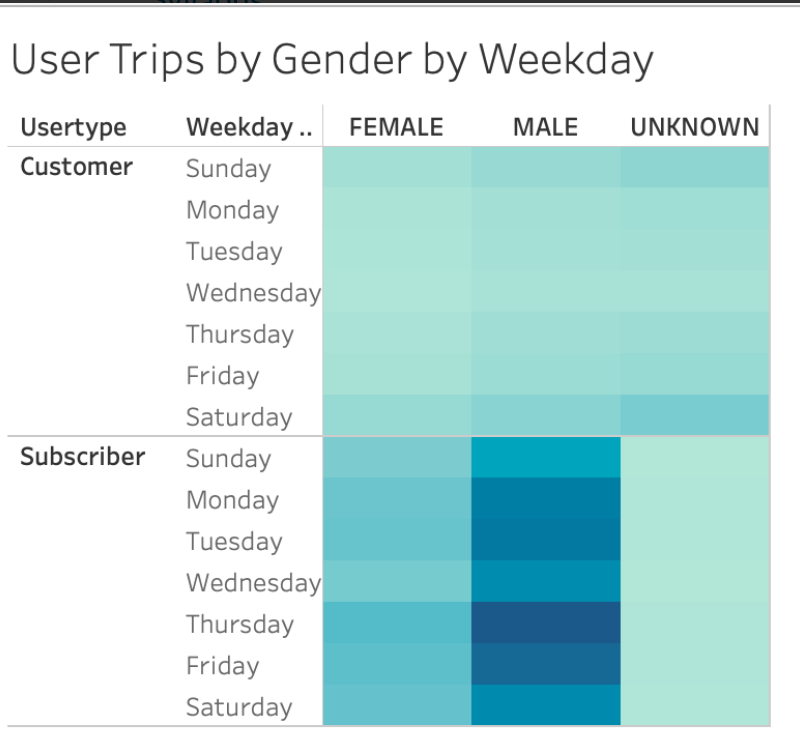 User Trips by Gender by Weekday
Usertype Weekday .. FEMALE MALE UNKNOWN
Customer Sunday
Monday
Tuesday
Wednesday
Thursday
Friday
Saturday
Subscriber Sunday
Monday
Tuesday
Wednesday
Thursday
Friday
Saturday